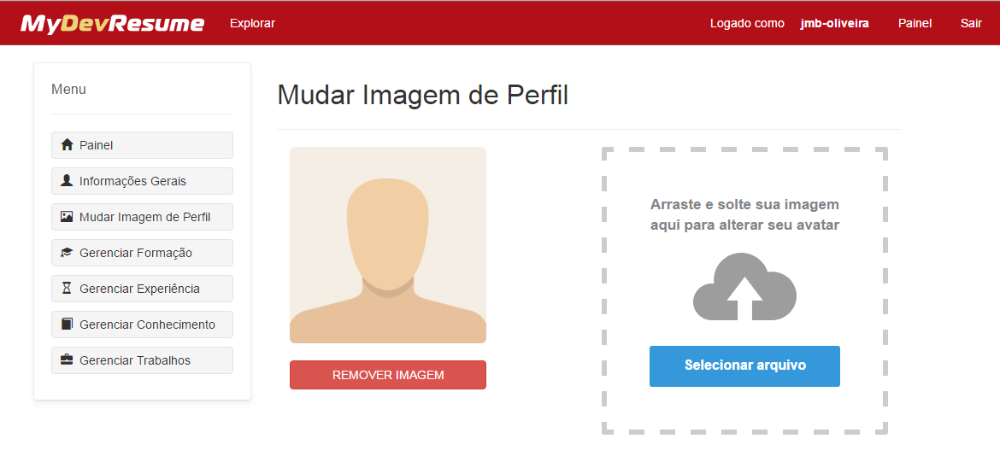 MyDevResume Explorar Logado como jmb-oliveira Painel Sair
Menu
Painel
Informações Gerais
Mudar Imagem de Perfil
Gerenciar Formação
Gerenciar Experiência
Gerenciar Conhecimento
Gerenciar Trabalhos
Mudar Imagem de Perfil
REMOVER IMAGEM
Arraste e solte sua imagem
aqui para alterar seu avatar
Selecionar arquivo